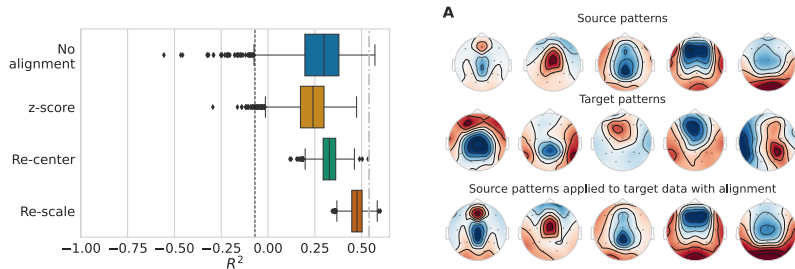 No
alignment
z-score
Re-center
Re-scale
−1.00 −0.75 −0.50 −0.25 0.00 0.25 0.50
R²
A
Source patterns
Target patterns
Source patterns applied to target data with alignment